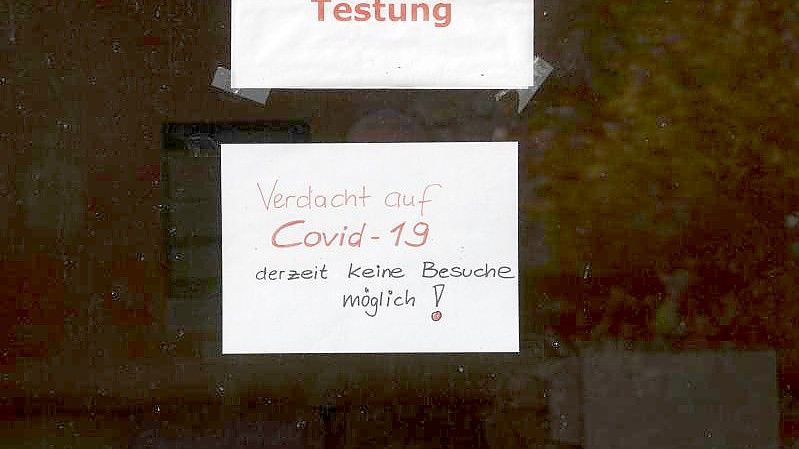 Testung
Verdacht auf
Covid-19
derzeit keine Besuche
möglich !